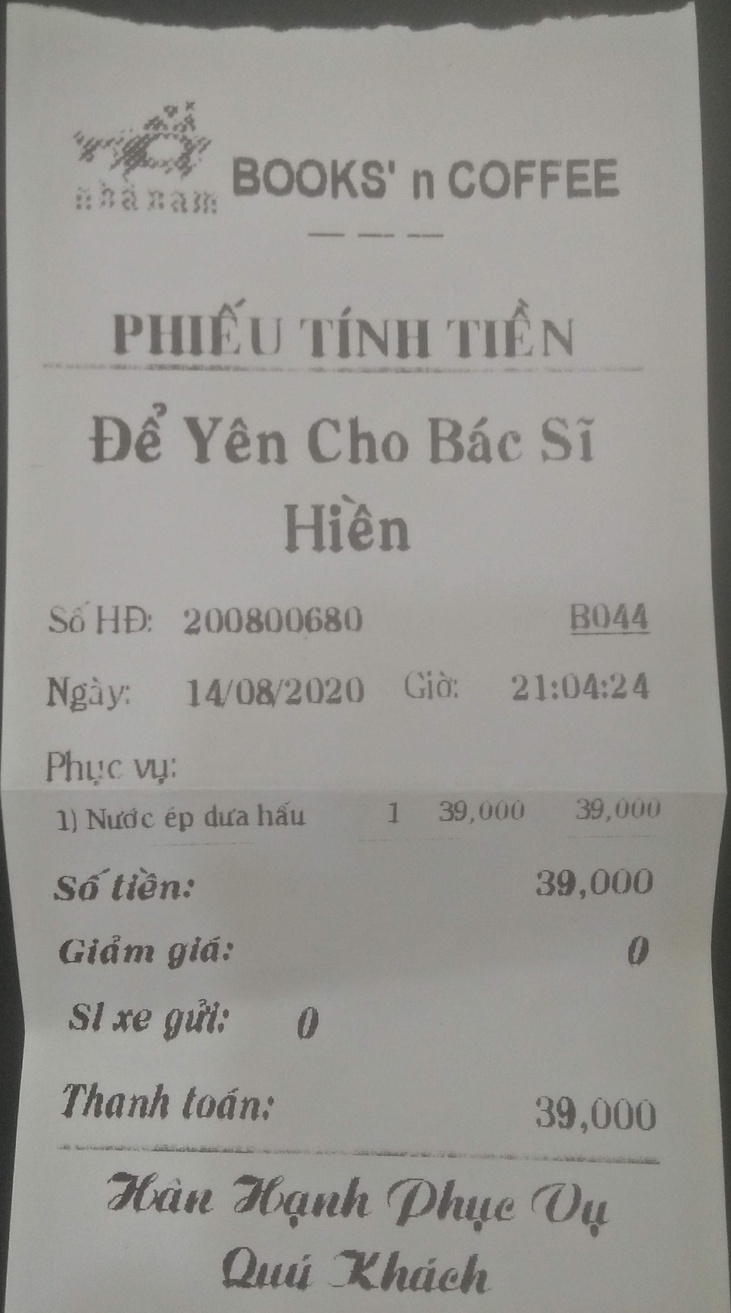 nhã nam BOOKS' n COFFEE
PHIẾU TÍNH TIỀN
Để Yên Cho Bác Sĩ
Hiền
Số HĐ: 200800680 B044
Ngày: 14/08/2020 Giờ: 21:04:24
Phục vụ:
1) Nước ép dưa hấu 1 39,000 39,000
Số tiền: 39,000
Giảm giá: 0
Sl xe gửi: 0
Thanh toán: 39,000
Hân Hạnh Phục Vụ
Quú Khách